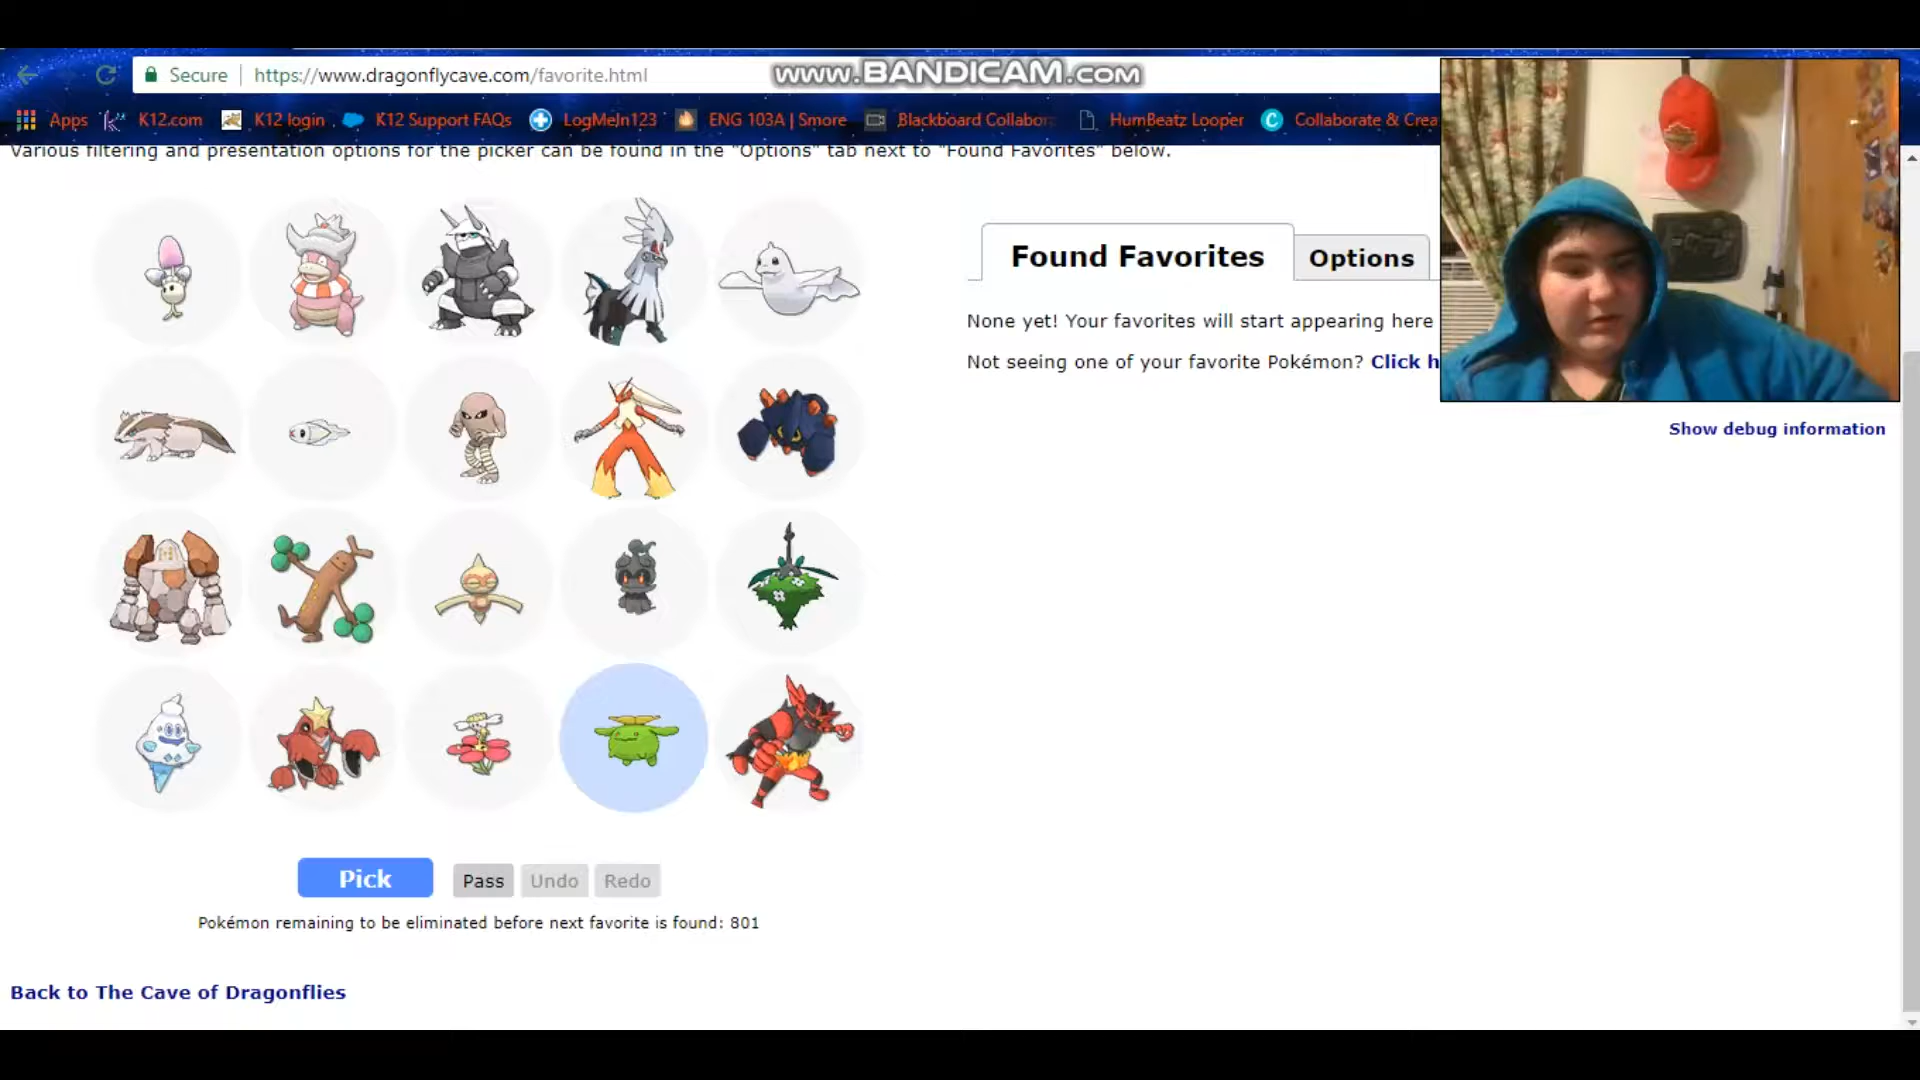 Secure https://www.dragonflycave.com/favorite.html
www.BANDICAM.com
Apps K12.com K12 login K12 Support FAQs LogMeIn123 ENG 103A | Smore Blackboard Collabor HumBeatz Looper Collaborate & Crea
Various filtering and presentation options for the picker can be found in the "Options" tab next to "Found Favorites" below.
Found Favorites Options
None yet! Your favorites will start appearing here
Not seeing one of your favorite Pokémon? Click h
Show debug information
Pick Pass Undo Redo
Pokémon remaining to be eliminated before next favorite is found: 801
Back to The Cave of Dragonflies